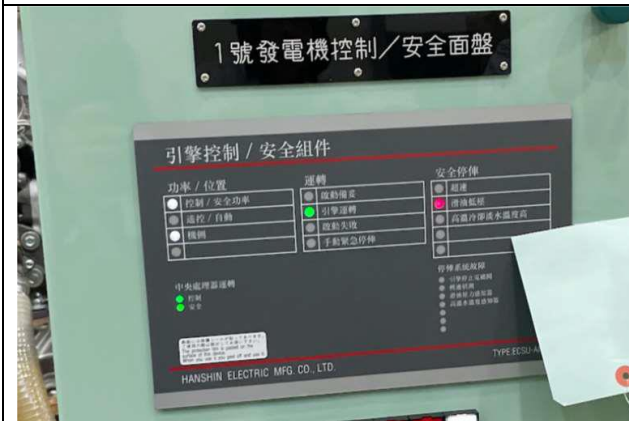 1號發電機控制／安全面盤
引擎控制 / 安全組件
功率 / 位置
控制 / 安全功率
遙控 / 自動
機側
中央處理器運轉
控制
安全
運轉
啟動備妥
引擎運轉
啟動失敗
手動緊急停俥
安全停俥
超速
滑油低壓
高溫冷卻淡水溫度高
停俥系統故障
HANSHIN ELECTRIC MFG. CO., LTD.
TYPE:ECSU-A